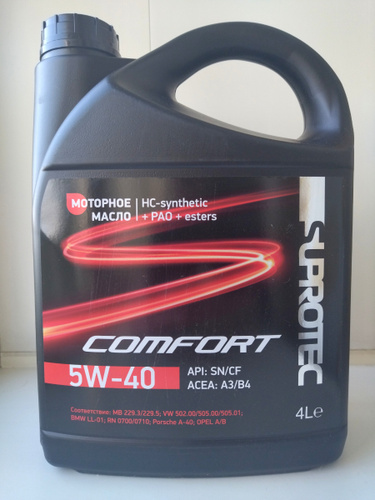 МОТОРНОЕ
МАСЛО
HC-synthetic
+ PAO + esters
SUPROTEC
COMFORT
5W-40
API: SN/CF
ACEA: A3/B4
Соответствие: MB 229.3/229.5; VW 502.00/505.00/505.01;
BMW LL-01; RN 0700/0710; Porsche A-40; OPEL A/B
4L℮